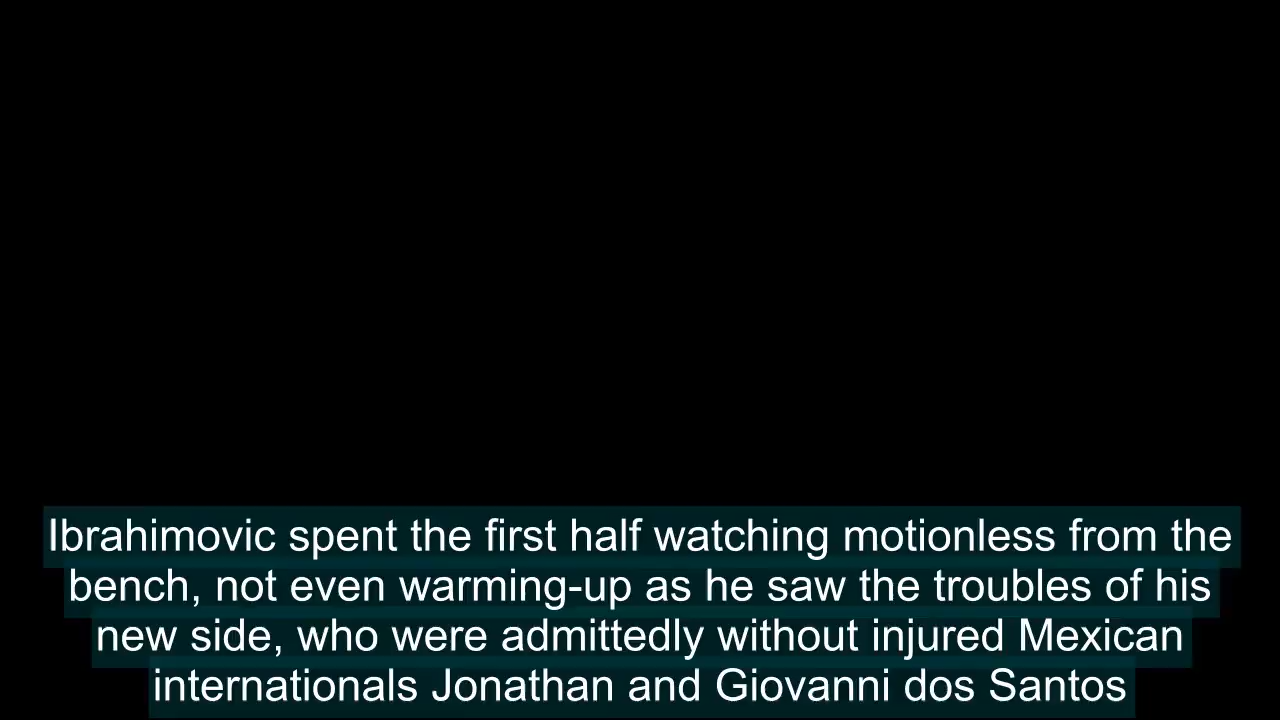 Ibrahimovic spent the first half watching motionless from the
bench, not even warming-up as he saw the troubles of his
new side, who were admittedly without injured Mexican
internationals Jonathan and Giovanni dos Santos